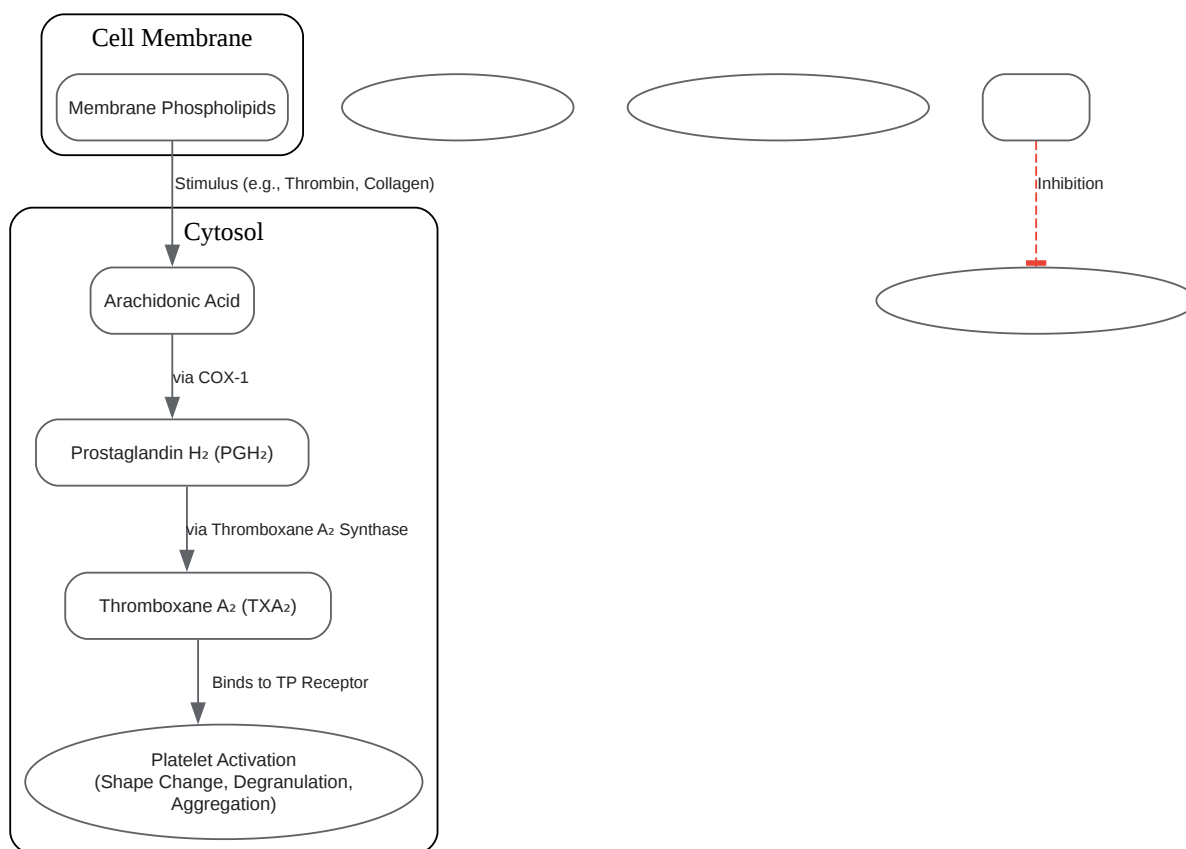 Cell Membrane
Membrane Phospholipids
Stimulus (e.g., Thrombin, Collagen)
Inhibition
Cytosol
Arachidonic Acid
via COX-1
Prostaglandin H₂ (PGH₂)
via Thromboxane A₂ Synthase
Thromboxane A₂ (TXA₂)
Binds to TP Receptor
Platelet Activation
(Shape Change, Degranulation,
Aggregation)